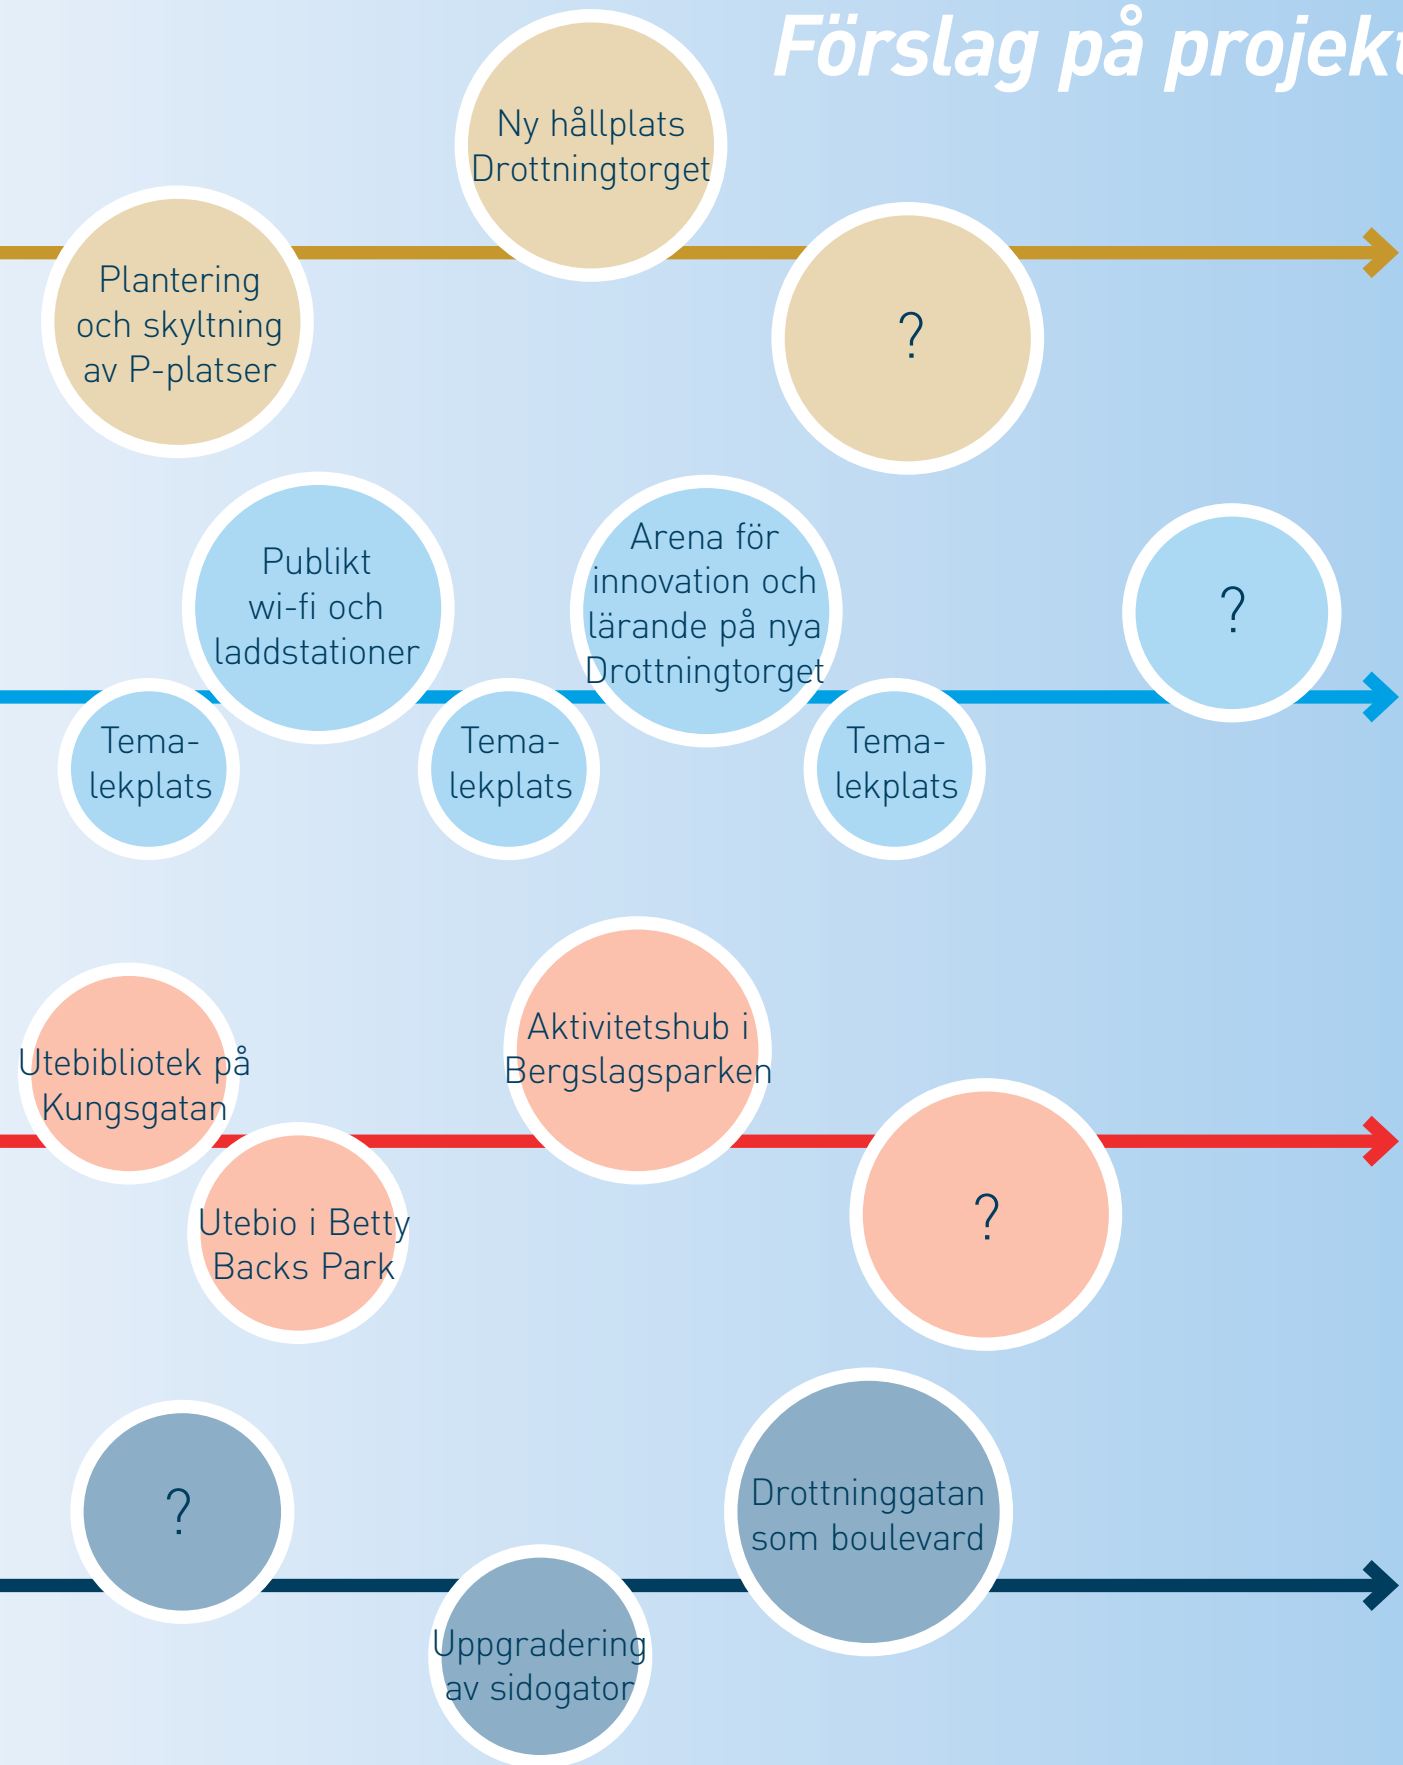 Förslag på projekt
Ny hållplats
Drottningtorget
Plantering
och skyltning
av P-platser
?
Publikt
wi-fi och
laddstationer
Arena för
innovation och
lärande på nya
Drottningtorget
?
Tema-
lekplats
Tema-
lekplats
Tema-
lekplats
Utebibliotek på
Kungsgatan
Aktivitetshub i
Bergslagsparken
Utebio i Betty
Backs Park
?
?
Drottninggatan
som boulevard
Uppgradering
av sidogator